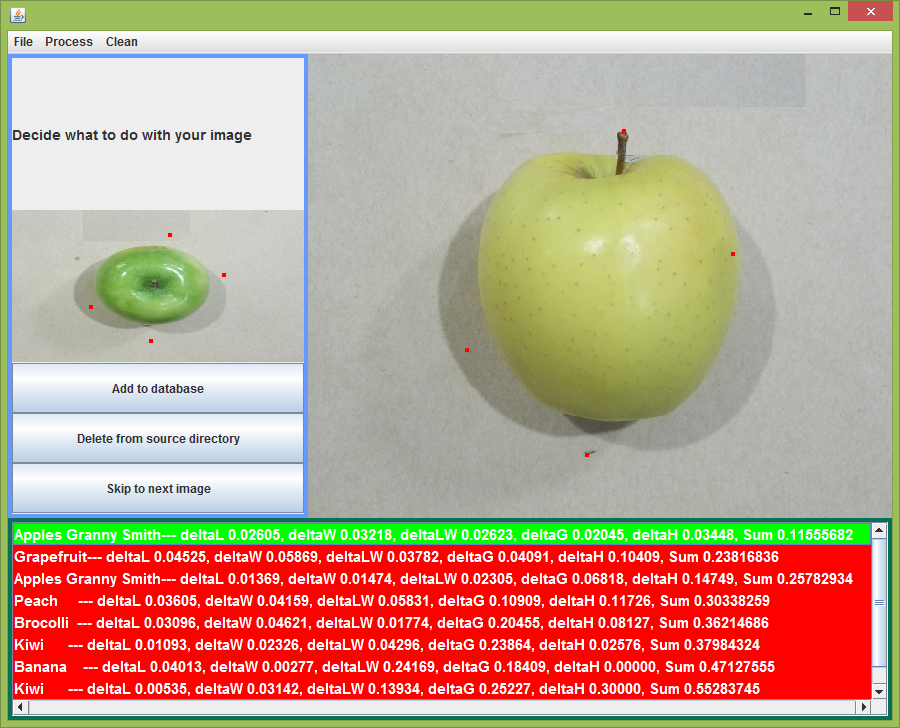 File Process Clean
Decide what to do with your image
Add to database
Delete from source directory
Skip to next image
Apples Granny Smith--- deltaL 0.02605, deltaW 0.03218, deltaLW 0.02623, deltaG 0.02045, deltaH 0.03448, Sum 0.11555682
Grapefruit--- deltaL 0.04525, deltaW 0.05869, deltaLW 0.03782, deltaG 0.04091, deltaH 0.10409, Sum 0.23816836
Apples Granny Smith--- deltaL 0.01369, deltaW 0.01474, deltaLW 0.02305, deltaG 0.06818, deltaH 0.14749, Sum 0.25782934
Peach --- deltaL 0.03605, deltaW 0.04159, deltaLW 0.05831, deltaG 0.10909, deltaH 0.11726, Sum 0.30338259
Brocolli --- deltaL 0.03096, deltaW 0.04621, deltaLW 0.01774, deltaG 0.20455, deltaH 0.08127, Sum 0.36214686
Kiwi --- deltaL 0.01093, deltaW 0.02326, deltaLW 0.04296, deltaG 0.23864, deltaH 0.02576, Sum 0.37984324
Banana --- deltaL 0.04013, deltaW 0.00277, deltaLW 0.24169, deltaG 0.18409, deltaH 0.00000, Sum 0.47127555
Kiwi --- deltaL 0.00535, deltaW 0.03142, deltaLW 0.13934, deltaG 0.25227, deltaH 0.30000, Sum 0.55283745